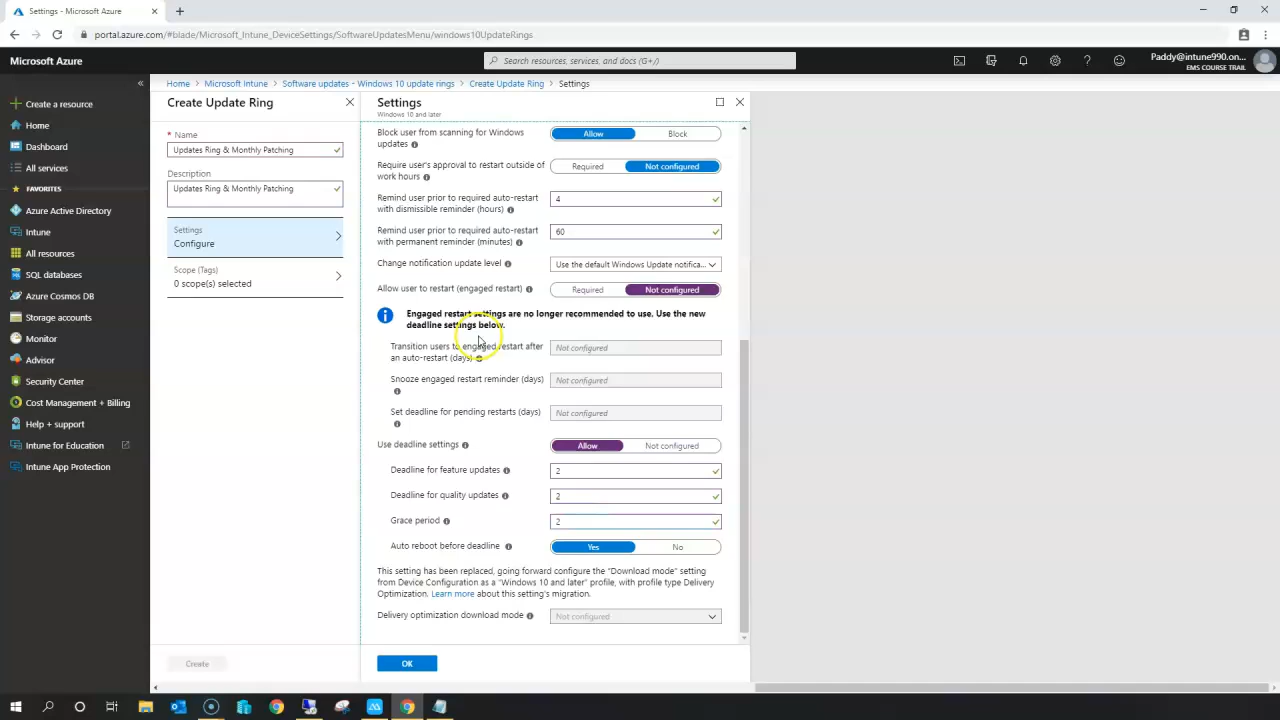 Settings - Microsoft Azure
portal.azure.com/#blade/Microsoft_Intune_DeviceSettings/SoftwareUpdatesMenu/windows10UpdateRings
Microsoft Azure
Search resources, services, and docs (G+/)
Paddy@intune990.on...
EMS COURSE TRAIL
Home > Microsoft Intune > Software updates - Windows 10 update rings > Create Update Ring > Settings
Create a resource
Home
Dashboard
All services
FAVORITES
Azure Active Directory
Intune
All resources
SQL databases
Azure Cosmos DB
Storage accounts
Monitor
Advisor
Security Center
Cost Management + Billing
Help + support
Intune for Education
Intune App Protection
Create Update Ring
* Name
Updates Ring & Monthly Patching
Description
Updates Ring & Monthly Patching
Settings
Configure
Scope (Tags)
0 scope(s) selected
Create
Settings
Windows 10 and later
Block user from scanning for Windows
updates
Allow Block
Require user's approval to restart outside of
work hours
Required Not configured
Remind user prior to required auto-restart
with dismissible reminder (hours)
4
Remind user prior to required auto-restart
with permanent reminder (minutes)
60
Change notification update level
Use the default Windows Update notifica...
Allow user to restart (engaged restart)
Required Not configured
Engaged restart settings are no longer recommended to use. Use the new
deadline settings below.
Transition users to engaged restart after
an auto-restart (days)
Not configured
Snooze engaged restart reminder (days)
Not configured
Set deadline for pending restarts (days)
Not configured
Use deadline settings
Allow Not configured
Deadline for feature updates
2
Deadline for quality updates
2
Grace period
2
Auto reboot before deadline
Yes No
This setting has been replaced, going forward configure the "Download mode" setting
from Device Configuration as a "Windows 10 and later" profile, with profile type Delivery
Optimization. Learn more about this setting's migration.
Delivery optimization download mode
Not configured
OK